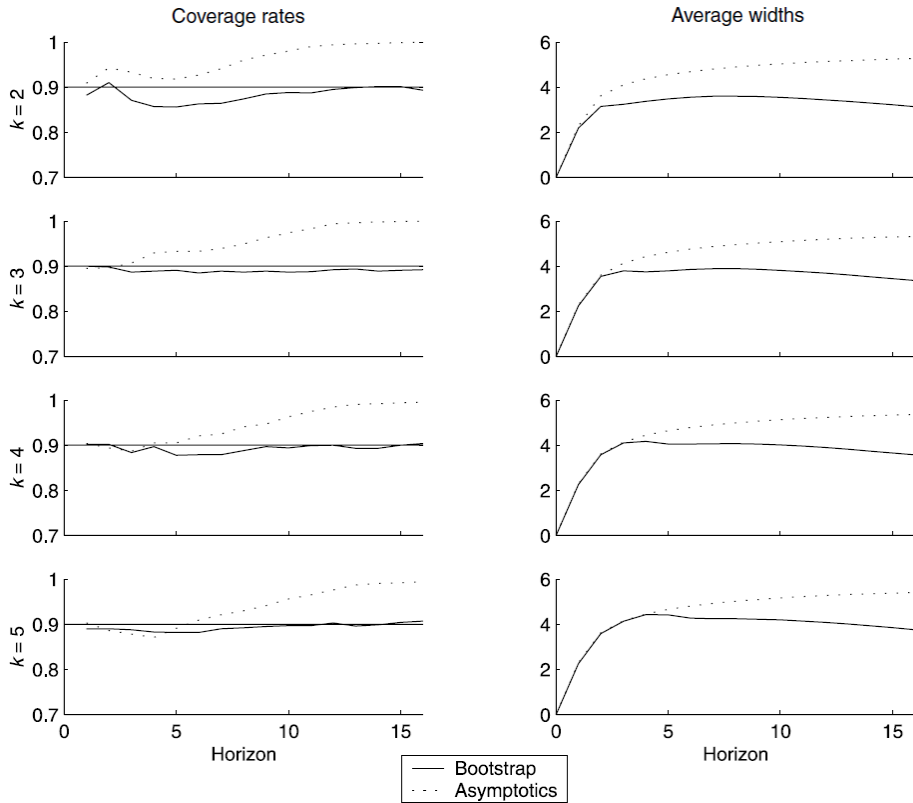 Coverage rates
Average widths
k = 2
1
0.9
0.8
0.7
6
4
2
0
k = 3
1
0.9
0.8
0.7
6
4
2
0
k = 4
1
0.9
0.8
0.7
6
4
2
0
k = 5
1
0.9
0.8
0.7
0 5 10 15
Horizon
6
4
2
0
0 5 10 15
Horizon
Bootstrap
Asymptotics